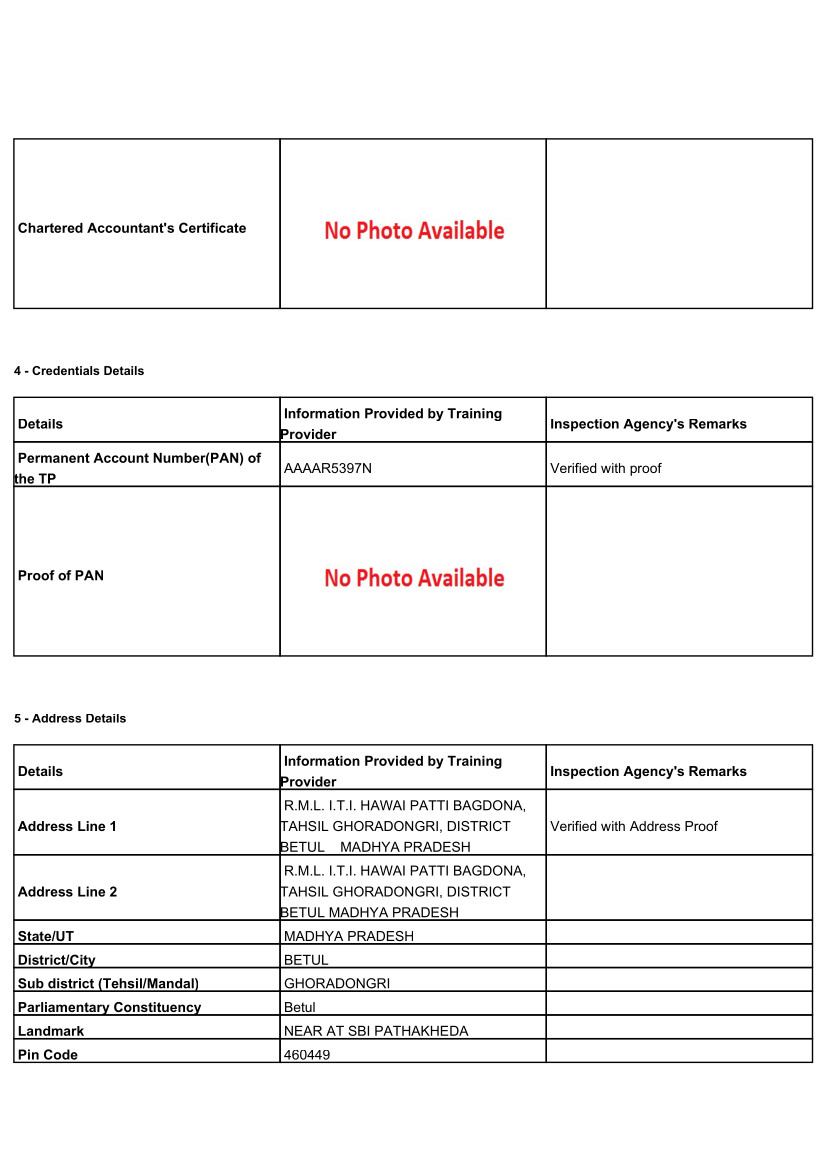 Chartered Accountant's Certificate
No Photo Available
4 - Credentials Details
Details
Information Provided by Training
Provider
Inspection Agency's Remarks
Permanent Account Number(PAN) of
the TP
AAAAR5397N
Verified with proof
Proof of PAN
No Photo Available
5 - Address Details
Details
Information Provided by Training
Provider
Inspection Agency's Remarks
Address Line 1
R.M.L. I.T.I. HAWAI PATTI BAGDONA,
TAHSIL GHORADONGRI, DISTRICT
BETUL    MADHYA PRADESH
Verified with Address Proof
Address Line 2
R.M.L. I.T.I. HAWAI PATTI BAGDONA,
TAHSIL GHORADONGRI, DISTRICT
BETUL MADHYA PRADESH
State/UT
MADHYA PRADESH
District/City
BETUL
Sub district (Tehsil/Mandal)
GHORADONGRI
Parliamentary Constituency
Betul
Landmark
NEAR AT SBI PATHAKHEDA
Pin Code
460449